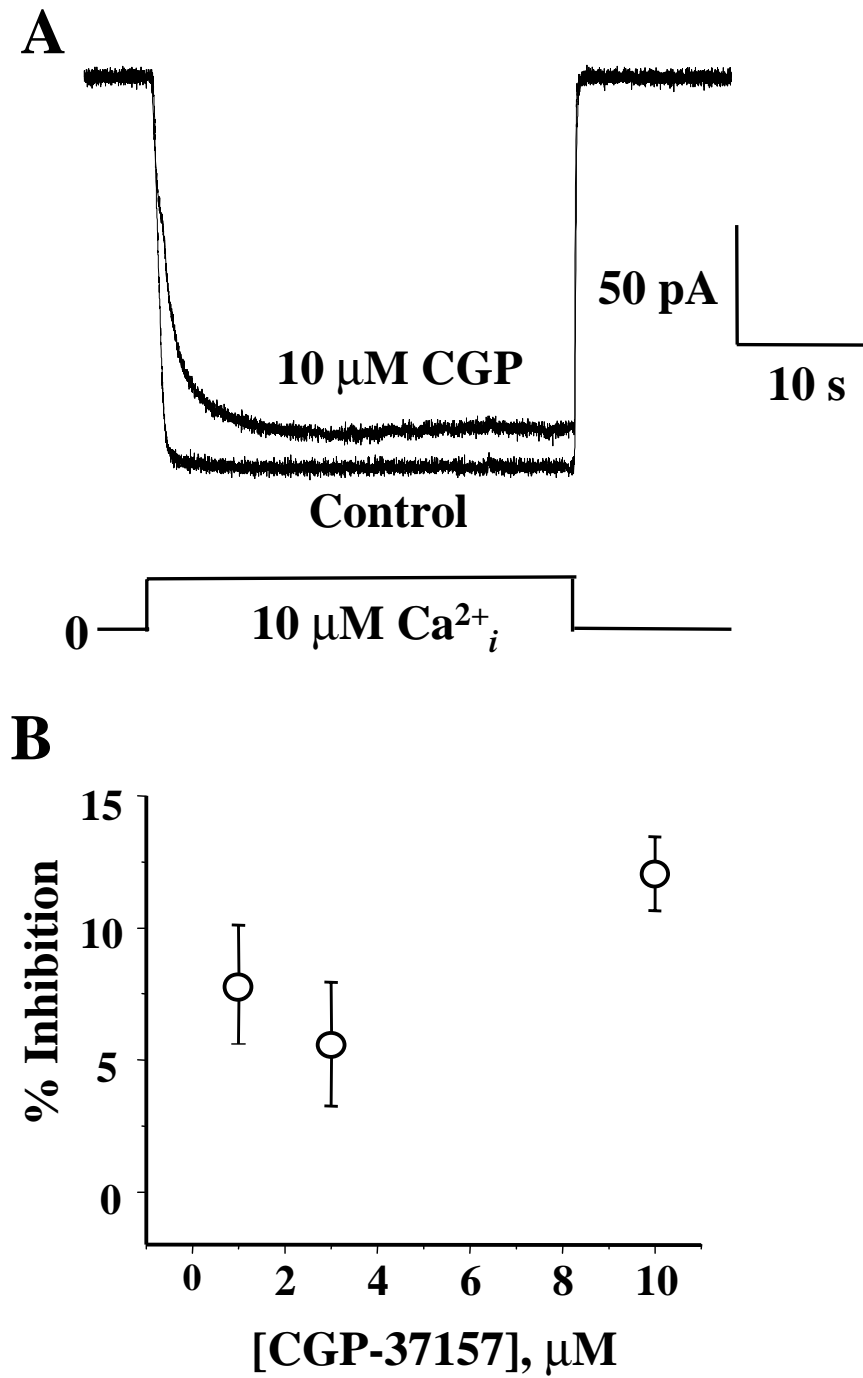 A
50 pA
10 μM CGP
10 s
Control
0
10 μM Ca²⁺ᵢ
B
15
10
5
0
% Inhibition
0 2 4 6 8 10
[CGP-37157], μM